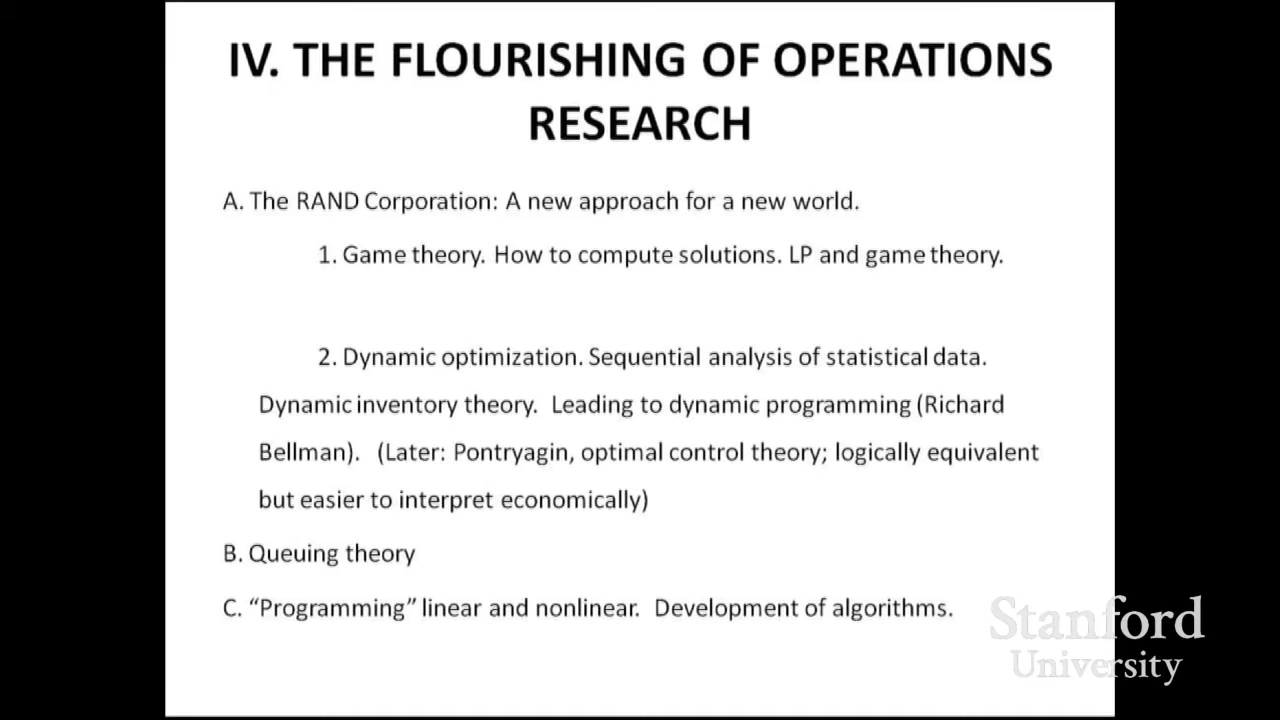 IV. THE FLOURISHING OF OPERATIONS
RESEARCH
A. The RAND Corporation: A new approach for a new world.
1. Game theory. How to compute solutions. LP and game theory.
2. Dynamic optimization. Sequential analysis of statistical data.
Dynamic inventory theory. Leading to dynamic programming (Richard
Bellman). (Later: Pontryagin, optimal control theory; logically equivalent
but easier to interpret economically)
B. Queuing theory
C. “Programming” linear and nonlinear. Development of algorithms.
Stanford
University